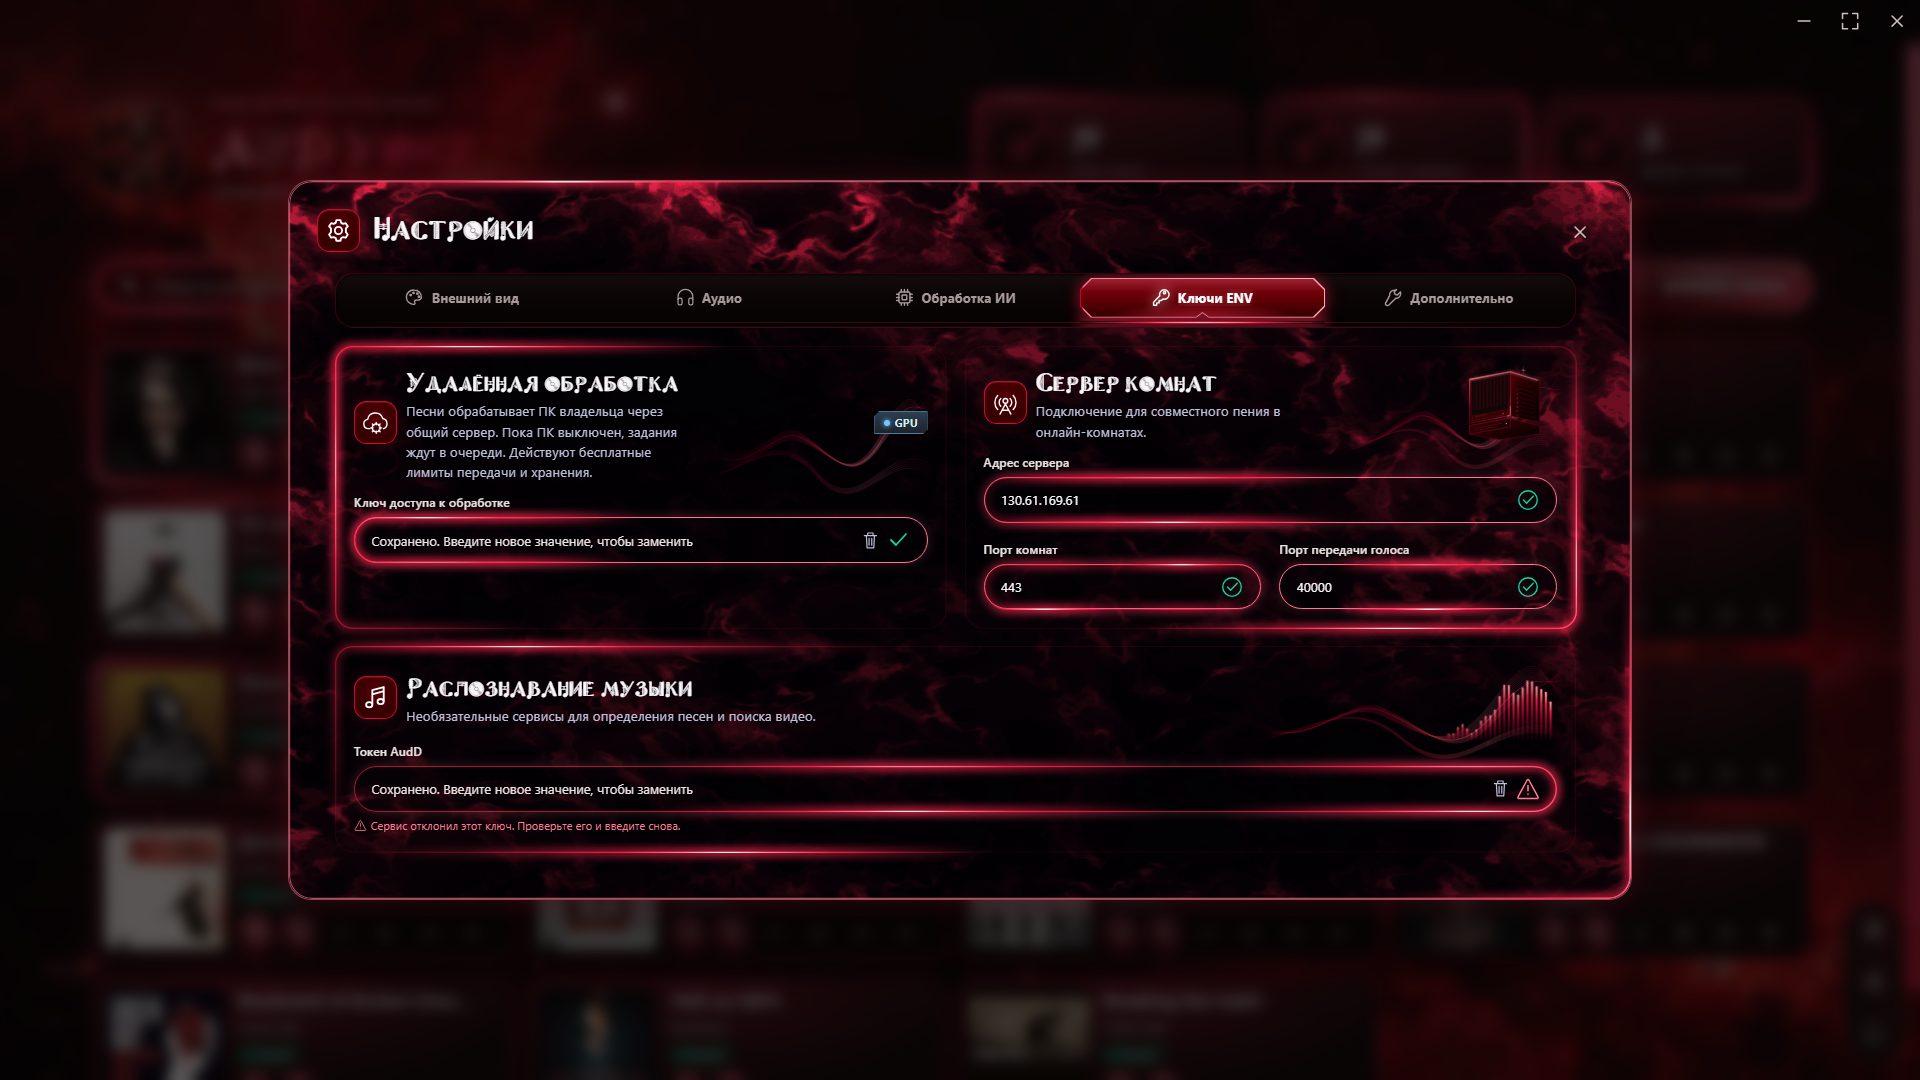 Настройки
Внешний вид
Аудио
Обработка ИИ
Ключи ENV
Дополнительно
Удалённая обработка
Песни обрабатывает ПК владельца через
общий сервер. Пока ПК выключен, задания
ждут в очереди. Действуют бесплатные
лимиты передачи и хранения.
GPU
Ключ доступа к обработке
Сохранено. Введите новое значение, чтобы заменить
Сервер комнат
Подключение для совместного пения в
онлайн-комнатах.
Адрес сервера
130.61.169.61
Порт комнат
Порт передачи голоса
443
40000
Распознавание музыки
Необязательные сервисы для определения песен и поиска видео.
Токен AudD
Сохранено. Введите новое значение, чтобы заменить
Сервис отклонил этот ключ. Проверьте его и введите снова.